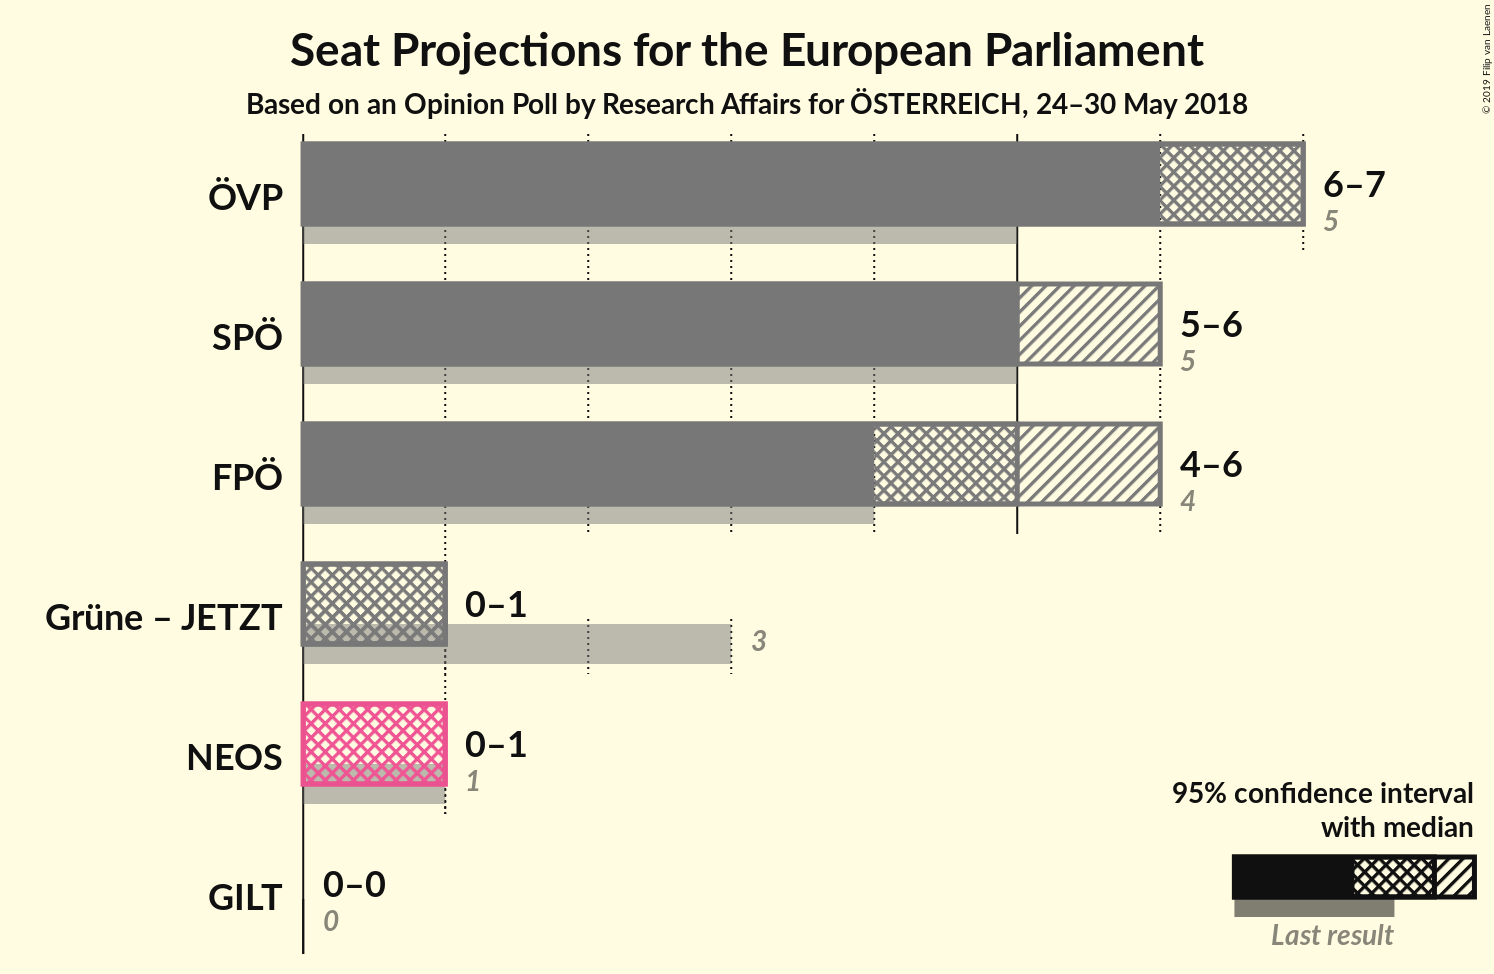 Seat Projections for the European Parliament
Based on an Opinion Poll by Research Affairs for ÖSTERREICH, 24–30 May 2018
© 2019 Filip van Laenen
ÖVP
6–7
5
SPÖ
5–6
5
FPÖ
4–6
4
Grüne – JETZT
0–1
3
NEOS
0–1
1
GILT
0–0
0
95% confidence interval
with median
Last result